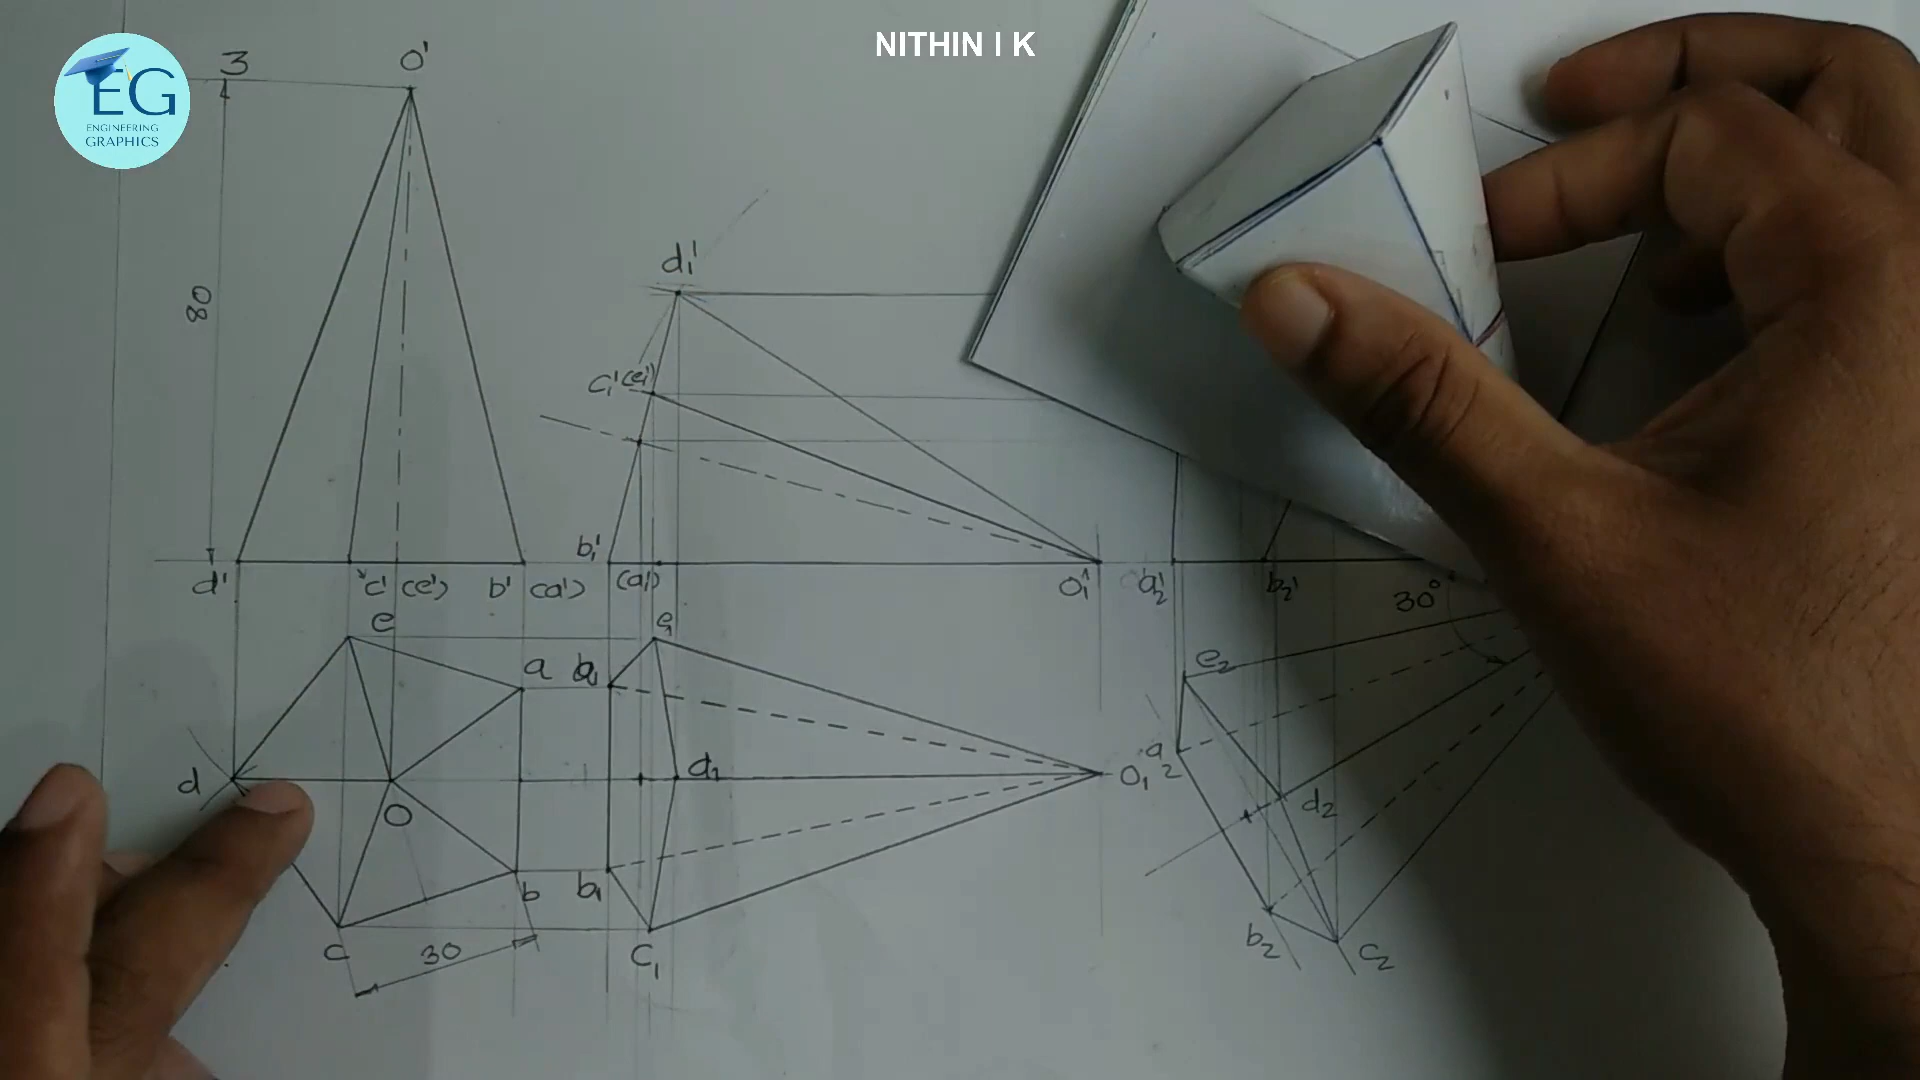 NITHIN I K
EG
ENGINEERING
GRAPHICS
3
o'
80
d1'
c1'(e1')
b1'
(a1')
d'
c' (e')
b' (a')
o1'
a2'
b2'
30°
e
a
a1
e1
e2
a2
d
o
d1
o1
d2
b
b1
c
30
c1
b2
c2